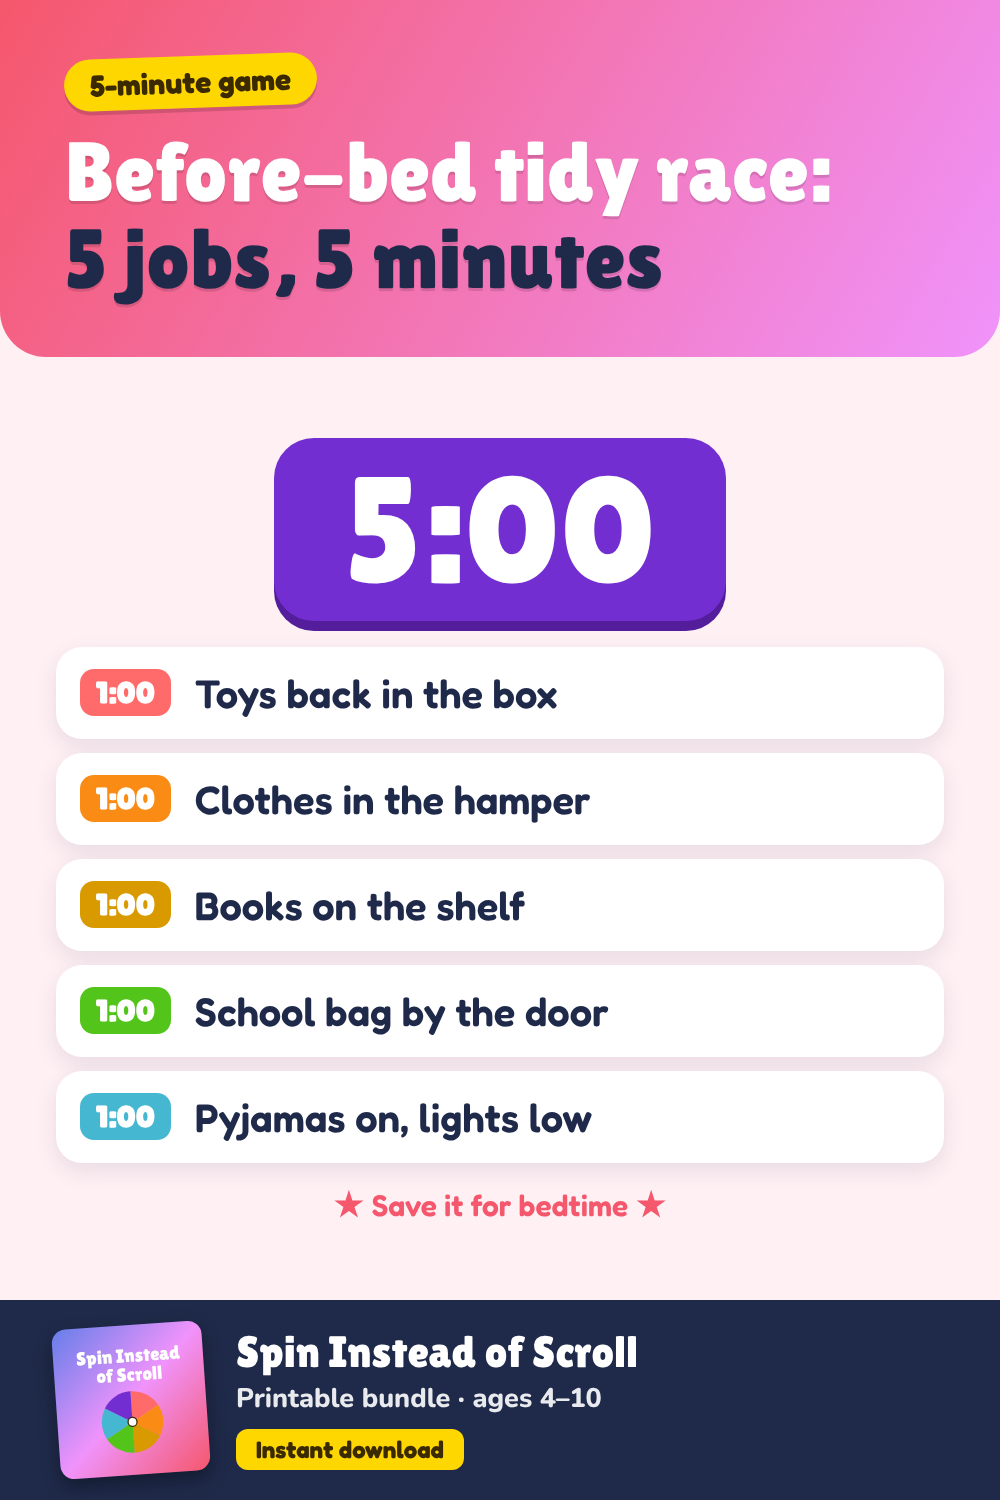 5-minute game
Before-bed tidy race:
5 jobs, 5 minutes
5:00
1:00 Toys back in the box
1:00 Clothes in the hamper
1:00 Books on the shelf
1:00 School bag by the door
1:00 Pyjamas on, lights low
★ Save it for bedtime ★
Spin Instead
of Scroll
Spin Instead of Scroll
Printable bundle · ages 4–10
Instant download